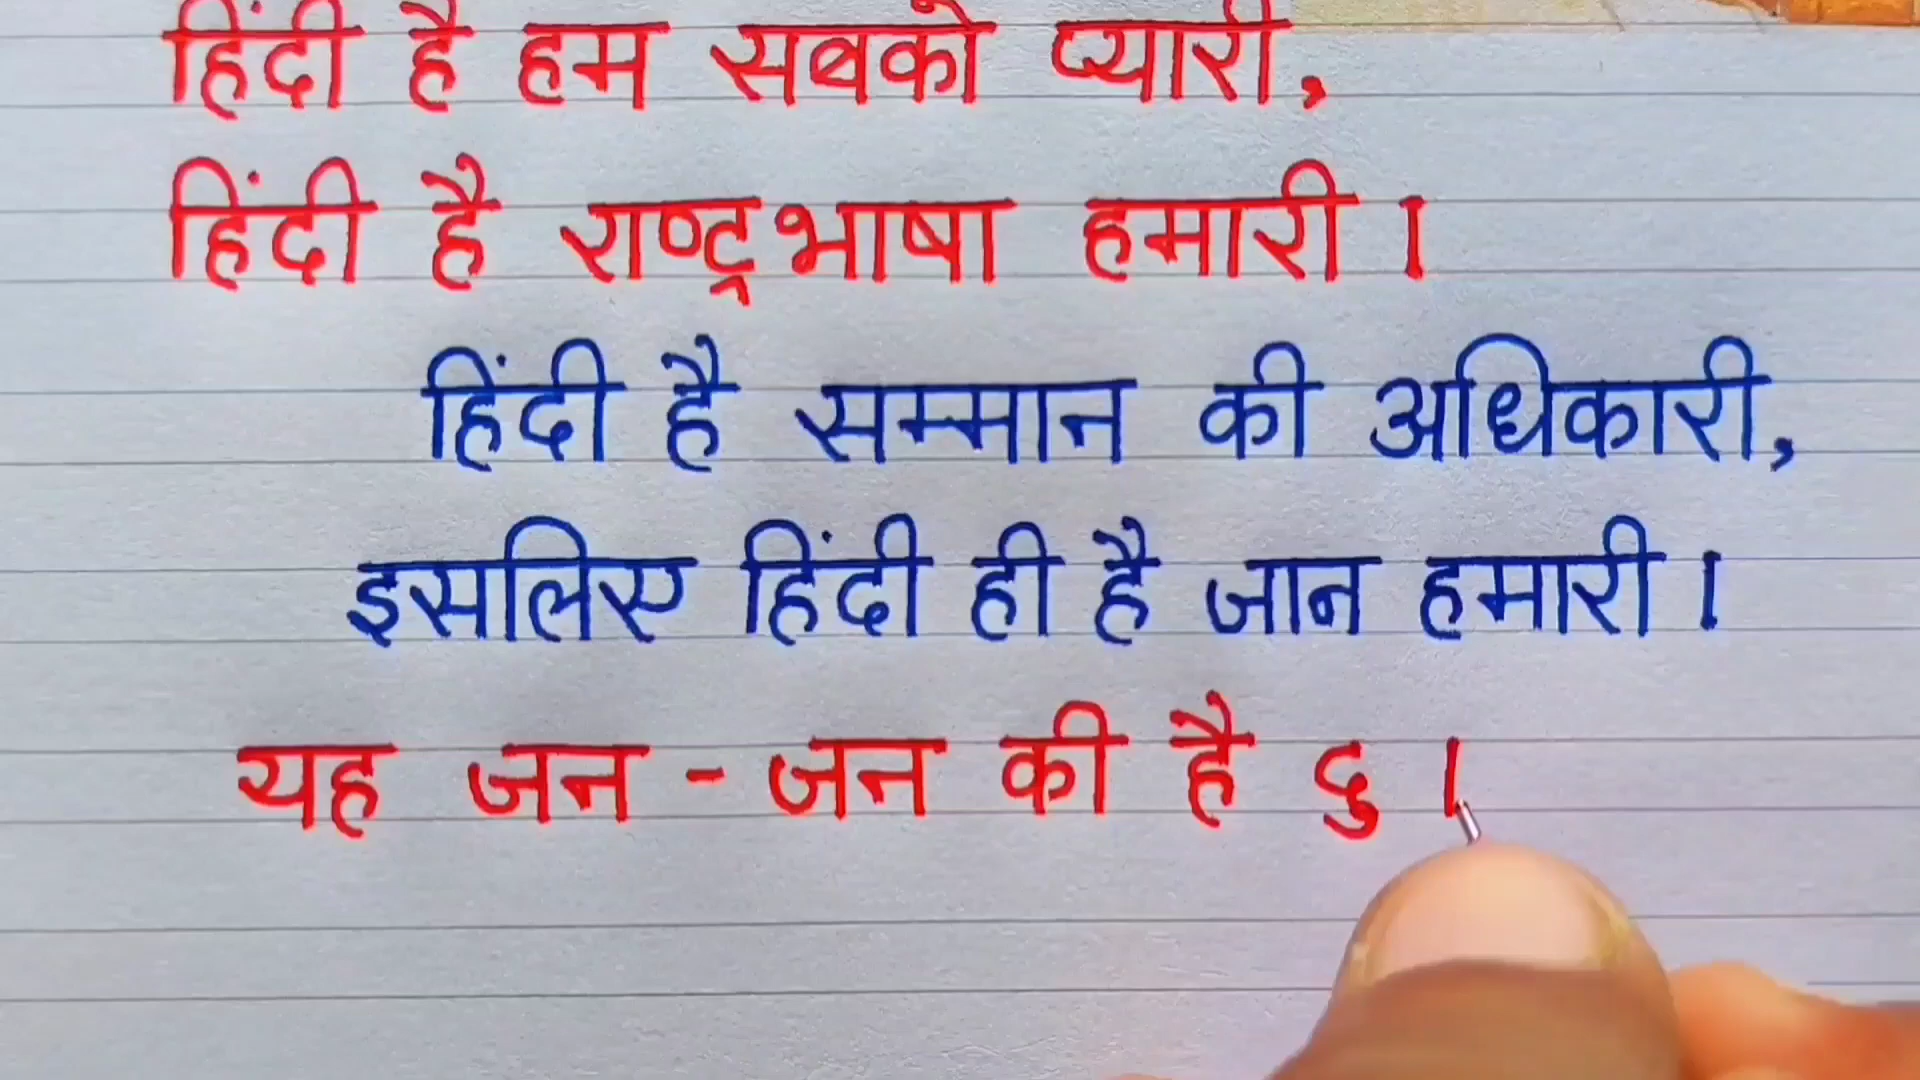 हिंदी है हम सबको प्यारी,
हिंदी है राष्ट्रभाषा हमारी।
हिंदी है सम्मान की अधिकारी,
इसलिए हिंदी ही है जान हमारी।
यह जन - जन की है